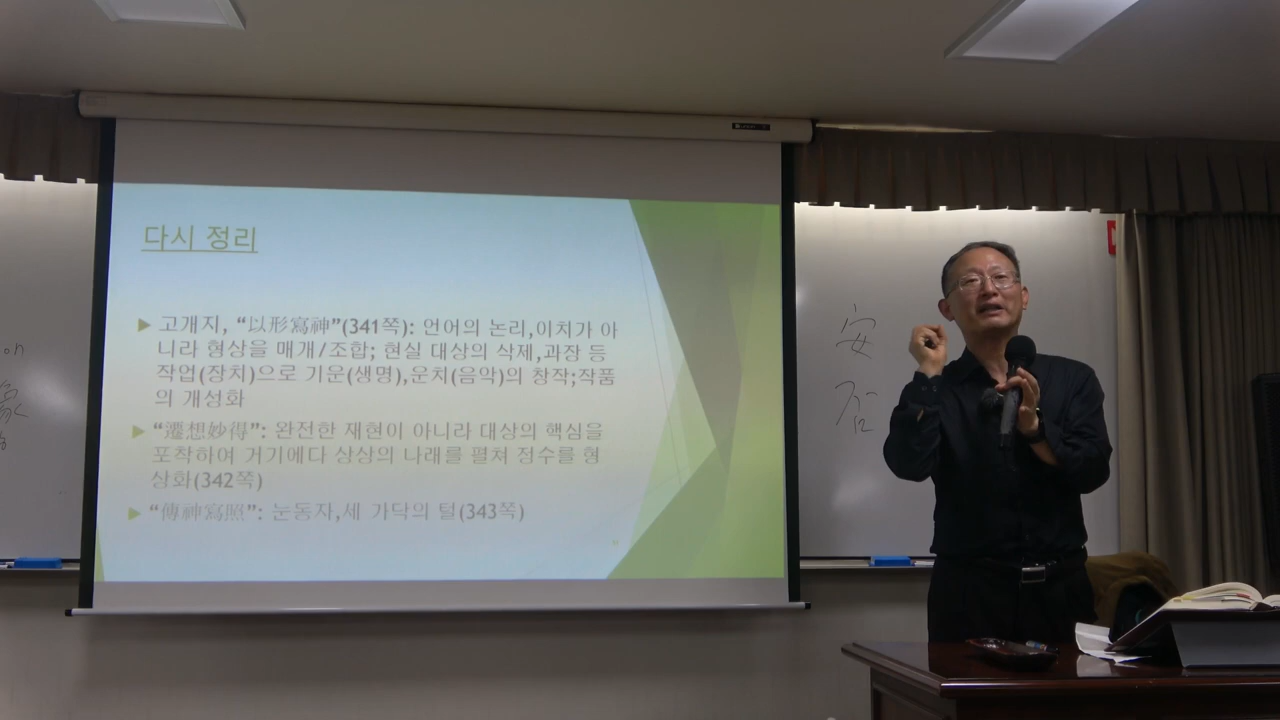 다시 정리
고개지, “以形寫神”(341쪽): 언어의 논리,이치가 아
니라 형상을 매개/조합; 현실 대상의 삭제,과장 등
작업(장치)으로 기운(생명),운치(음악)의 창작;작품
의 개성화
“遷想妙得”: 완전한 재현이 아니라 대상의 핵심을
포착하여 거기에다 상상의 나래를 펼쳐 정수를 형
상화(342쪽)
“傳神寫照”: 눈동자,세 가닥의 털(343쪽)
on
象
安